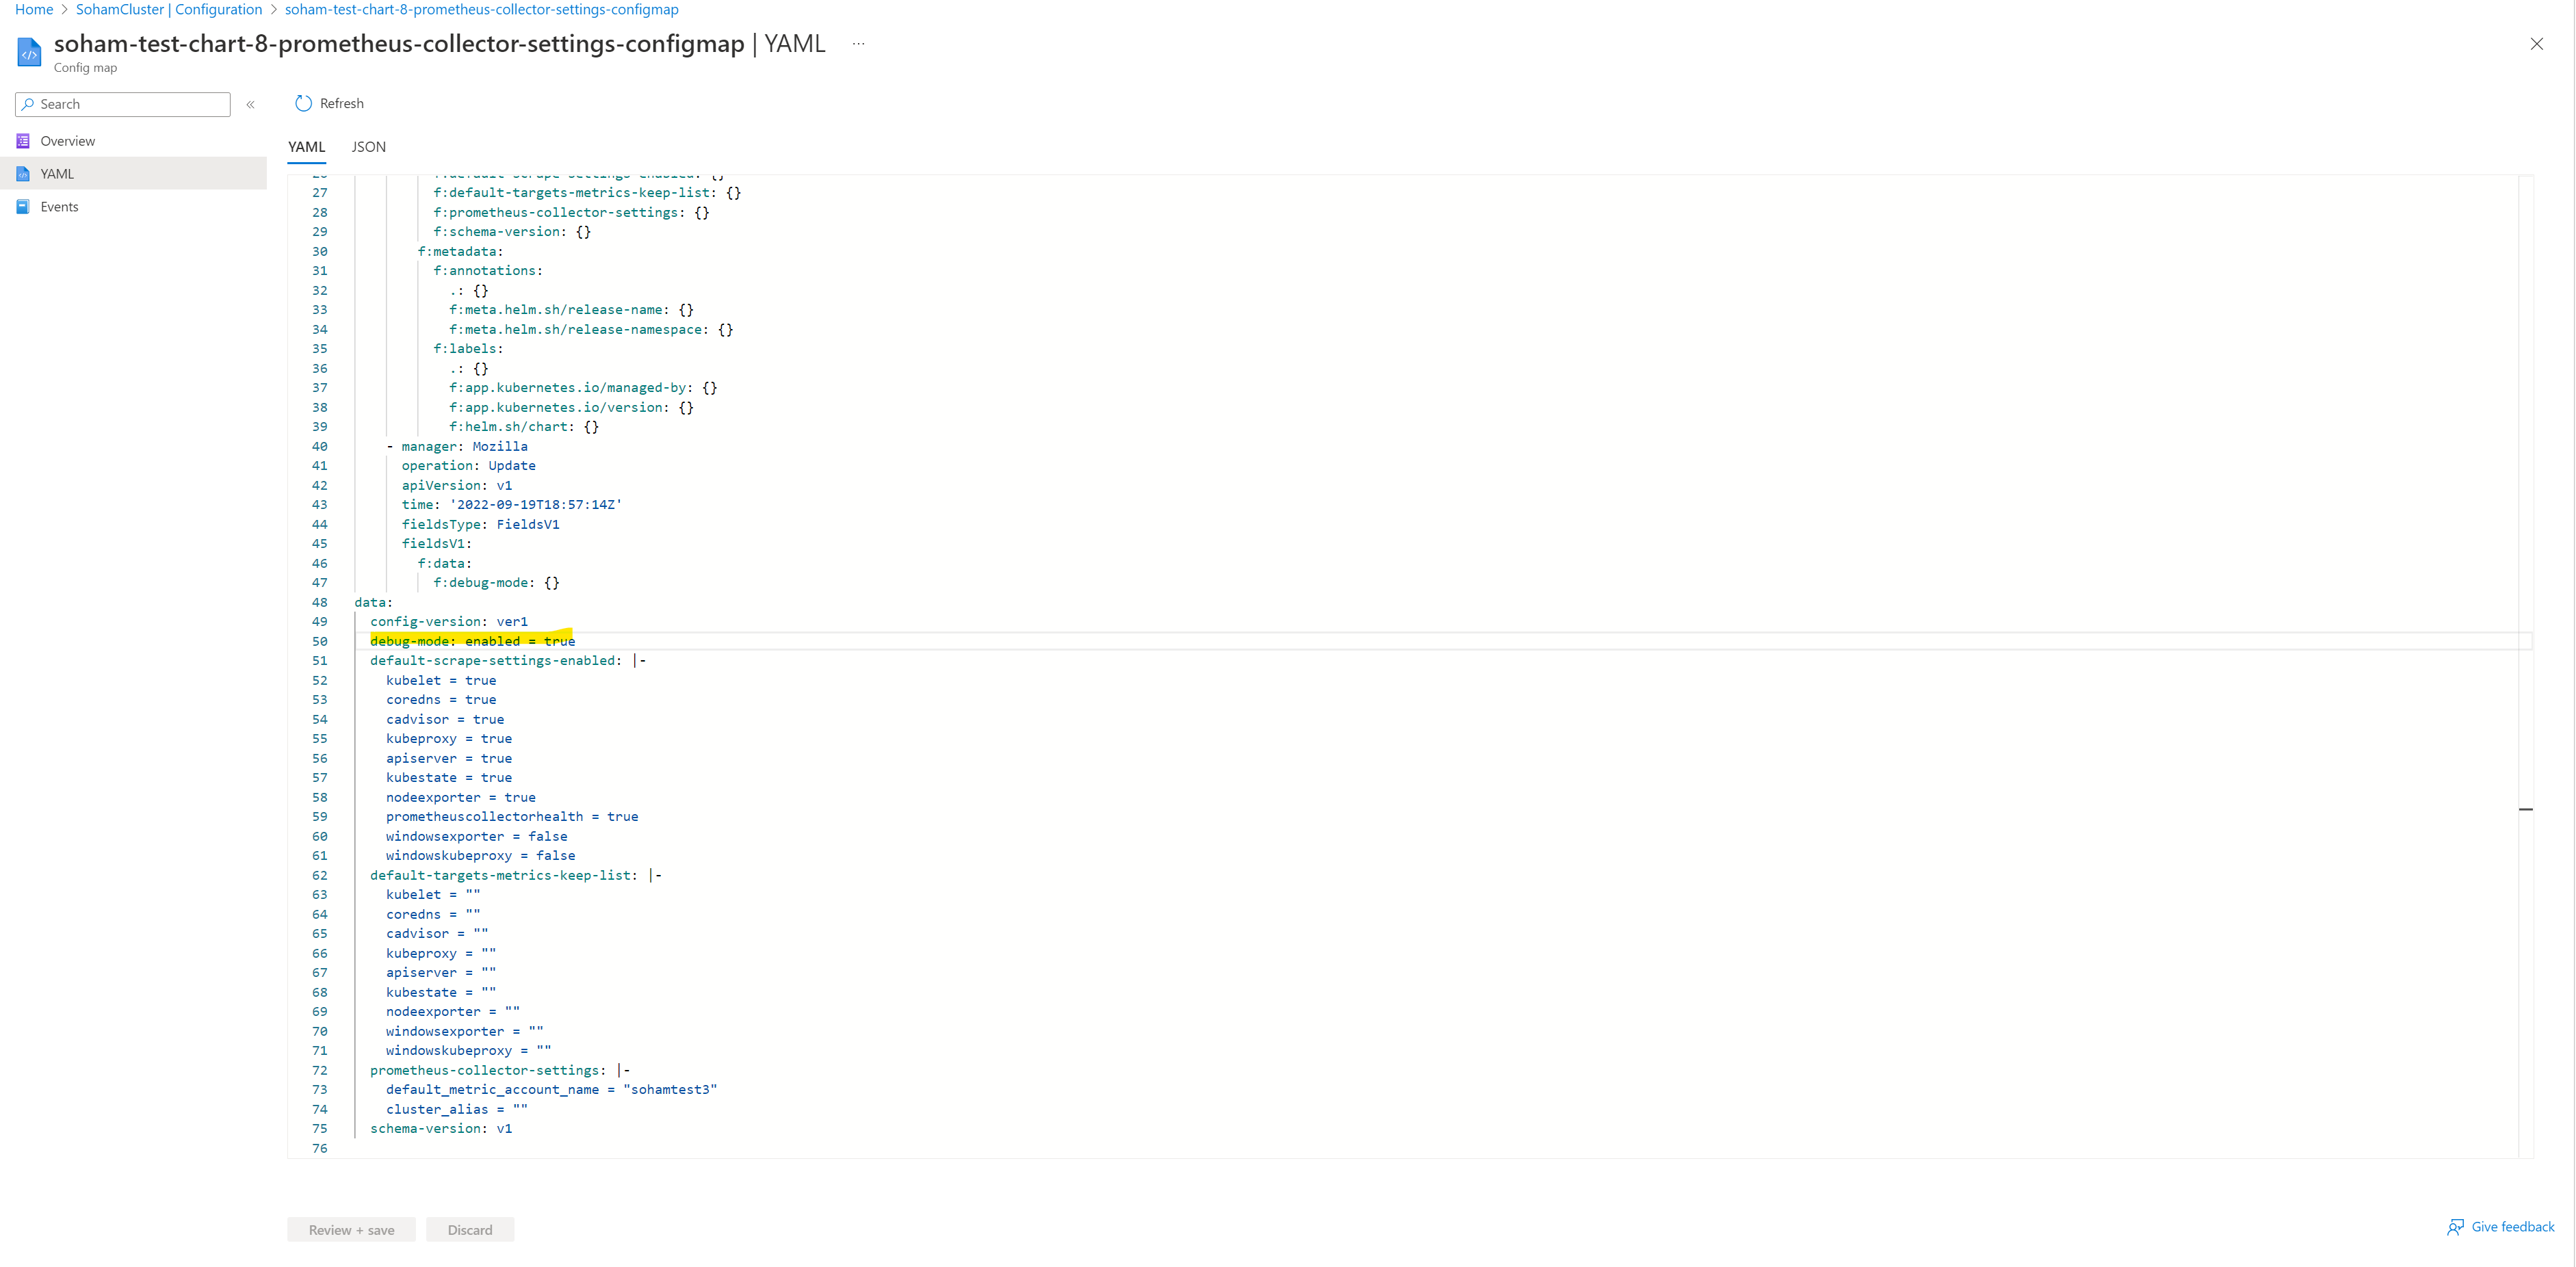 Home > SohamCluster | Configuration > soham-test-chart-8-prometheus-collector-settings-configmap
soham-test-chart-8-prometheus-collector-settings-configmap | YAML ...
Config map
Search «
Overview
YAML
Events
Refresh
YAML JSON
26 f:default-scrape-settings-enabled: {}
27 f:default-targets-metrics-keep-list: {}
28 f:prometheus-collector-settings: {}
29 f:schema-version: {}
30 f:metadata:
31 f:annotations:
32 .: {}
33 f:meta.helm.sh/release-name: {}
34 f:meta.helm.sh/release-namespace: {}
35 f:labels:
36 .: {}
37 f:app.kubernetes.io/managed-by: {}
38 f:app.kubernetes.io/version: {}
39 f:helm.sh/chart: {}
40 - manager: Mozilla
41 operation: Update
42 apiVersion: v1
43 time: '2022-09-19T18:57:14Z'
44 fieldsType: FieldsV1
45 fieldsV1:
46 f:data:
47 f:debug-mode: {}
48 data:
49 config-version: ver1
50 debug-mode: enabled = true
51 default-scrape-settings-enabled: |-
52 kubelet = true
53 coredns = true
54 cadvisor = true
55 kubeproxy = true
56 apiserver = true
57 kubestate = true
58 nodeexporter = true
59 prometheuscollectorhealth = true
60 windowsexporter = false
61 windowskubeproxy = false
62 default-targets-metrics-keep-list: |-
63 kubelet = ""
64 coredns = ""
65 cadvisor = ""
66 kubeproxy = ""
67 apiserver = ""
68 kubestate = ""
69 nodeexporter = ""
70 windowsexporter = ""
71 windowskubeproxy = ""
72 prometheus-collector-settings: |-
73 default_metric_account_name = "sohamtest3"
74 cluster_alias = ""
75 schema-version: v1
76
Review + save Discard
Give feedback